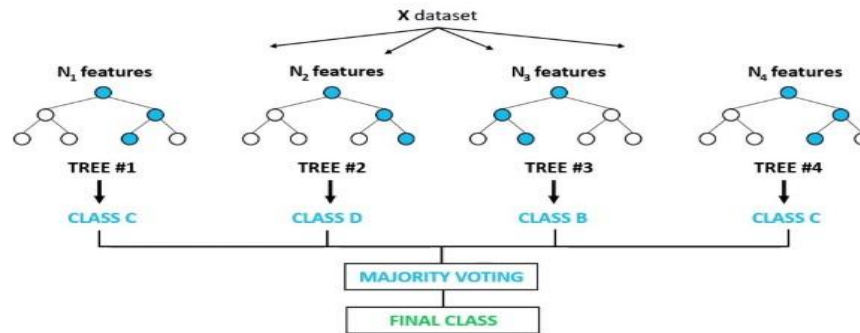 X dataset
N₁ features
N₂ features
N₃ features
N₄ features
TREE #1
TREE #2
TREE #3
TREE #4
CLASS C
CLASS D
CLASS B
CLASS C
MAJORITY VOTING
FINAL CLASS